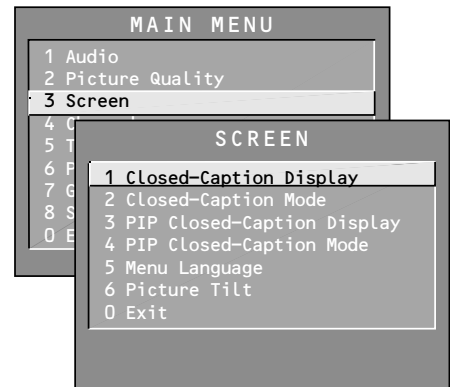 MAIN MENU
1 Audio
2 Picture Quality
3 Screen
4 C
5 T
6 P
7 G
8 S
0 E
SCREEN
1 Closed-Caption Display
2 Closed-Caption Mode
3 PIP Closed-Caption Display
4 PIP Closed-Caption Mode
5 Menu Language
6 Picture Tilt
0 Exit